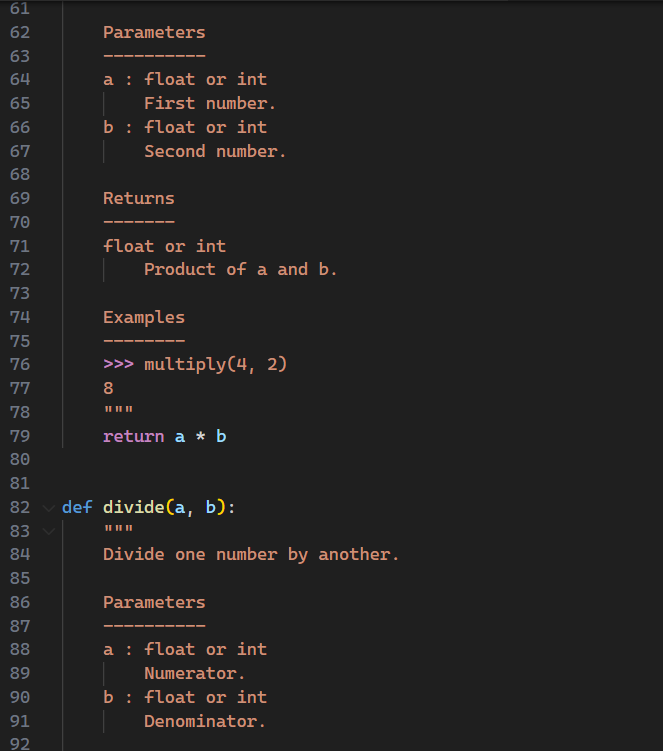 61
62 Parameters
63 ----------
64 a : float or int
65 First number.
66 b : float or int
67 Second number.
68
69 Returns
70 -------
71 float or int
72 Product of a and b.
73
74 Examples
75 --------
76 >>> multiply(4, 2)
77 8
78 """
79 return a * b
80
81
82 def divide(a, b):
83 """
84 Divide one number by another.
85
86 Parameters
87 ----------
88 a : float or int
89 Numerator.
90 b : float or int
91 Denominator.
92